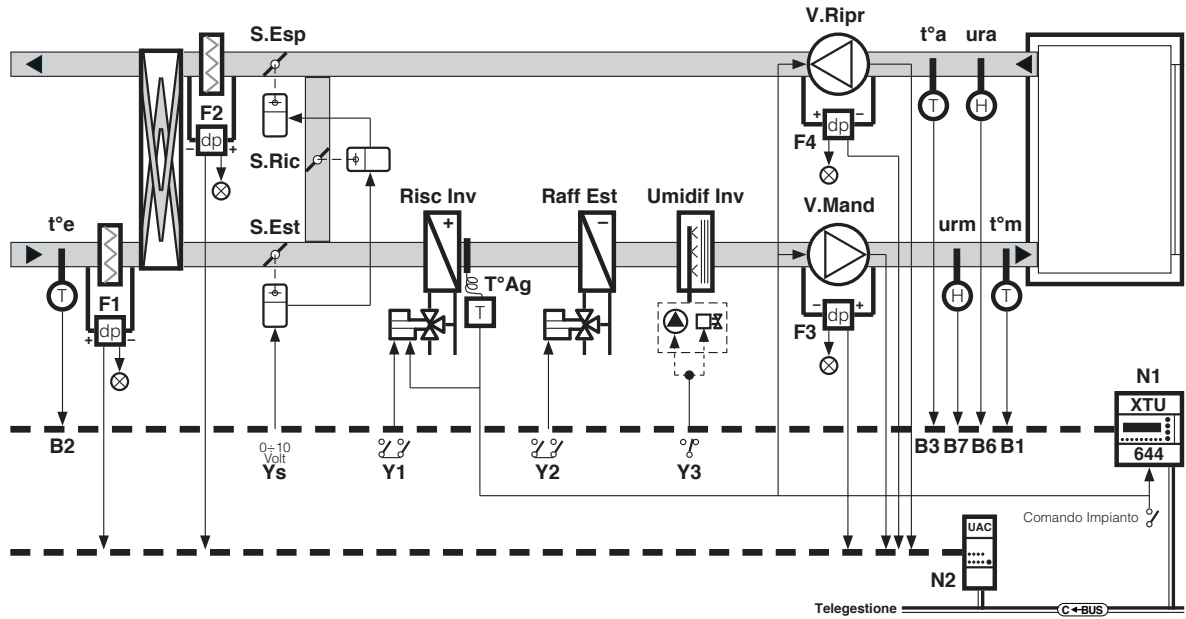 V.Ripr
S.Esp
t°a
ura
F2
T
H
dp
+
−
−
+
dp
F4
S.Ric
Risc Inv
Raff Est
Umidif Inv
V.Mand
t°e
S.Est
urm
t°m
+
−
T
F1
T°Ag
H
T
dp
+
−
T
−
+
dp
F3
N1
XTU
644
B2
0÷10
Volt
Ys
Y1
Y2
Y3
B3
B7
B6
B1
Comando Impianto
UAC
N2
Telegestione
C BUS